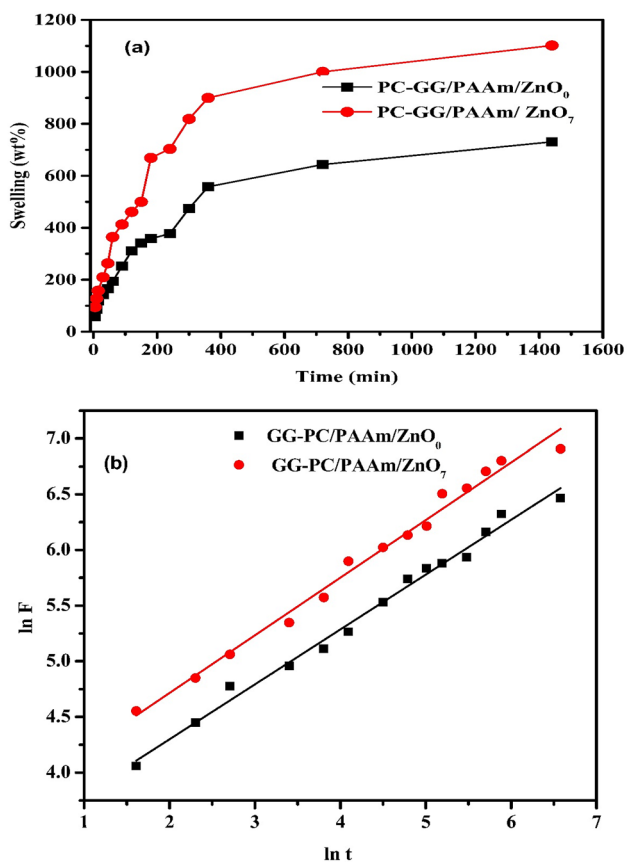 (a)
1200
1000
800
600
400
200
0
Swelling (wt%)
PC-GG/PAAm/ZnO₀
PC-GG/PAAm/ ZnO₇
0 200 400 600 800 1000 1200 1400 1600
Time (min)
(b)
7.0
6.5
6.0
5.5
5.0
4.5
4.0
ln F
GG-PC/PAAm/ZnO₀
GG-PC/PAAm/ZnO₇
1 2 3 4 5 6 7
ln t